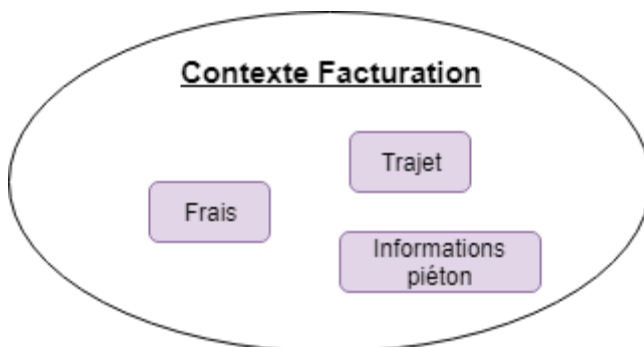 Contexte Facturation
Trajet
Frais
Informations
piéton